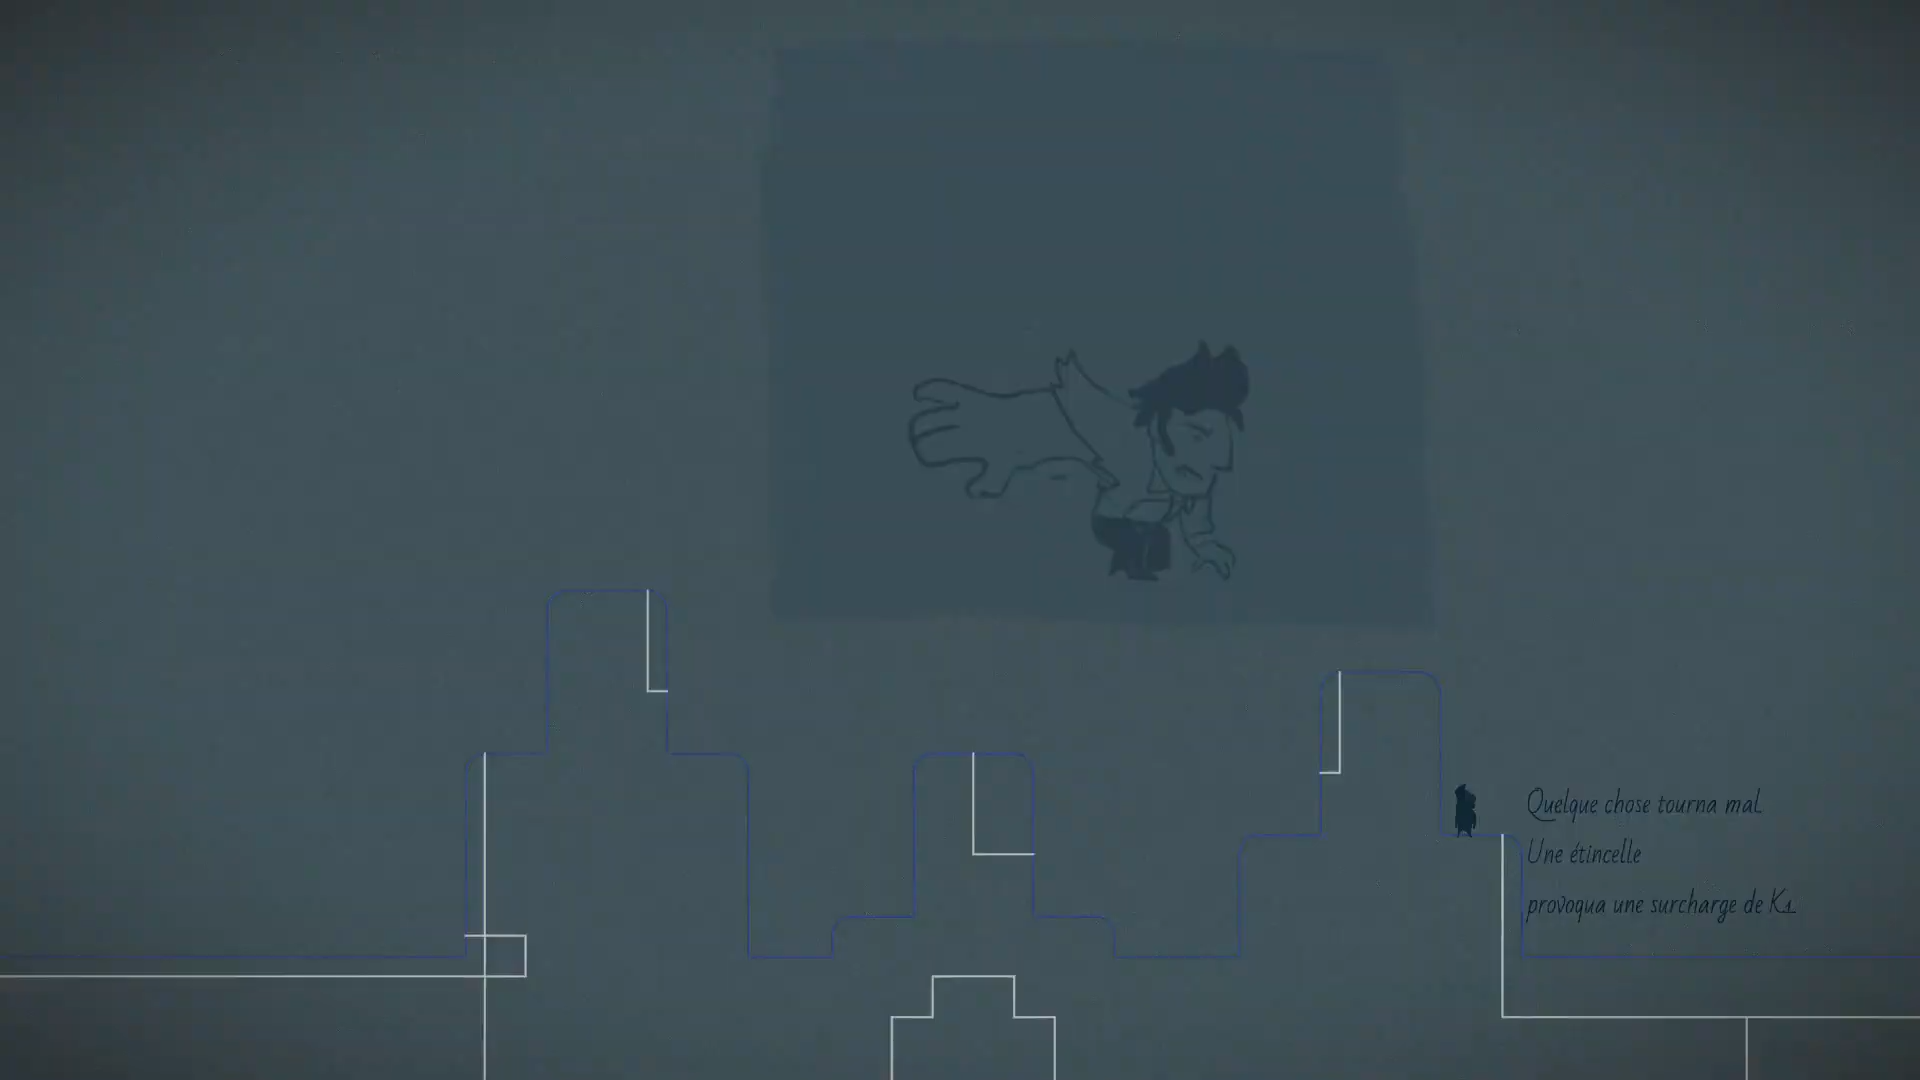 Quelque chose tourna mal.
Une étincelle
provoqua une surcharge de K1.